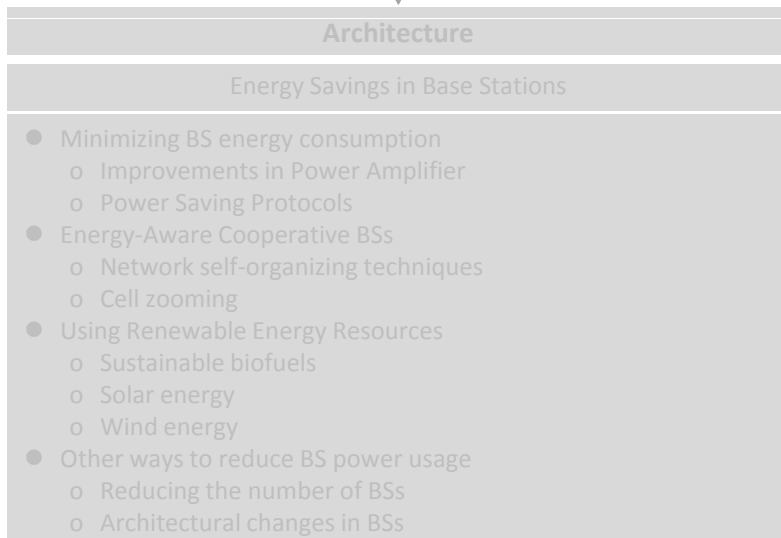 Architecture
Energy Savings in Base Stations
● Minimizing BS energy consumption
o Improvements in Power Amplifier
o Power Saving Protocols
● Energy-Aware Cooperative BSs
o Network self-organizing techniques
o Cell zooming
● Using Renewable Energy Resources
o Sustainable biofuels
o Solar energy
o Wind energy
● Other ways to reduce BS power usage
o Reducing the number of BSs
o Architectural changes in BSs